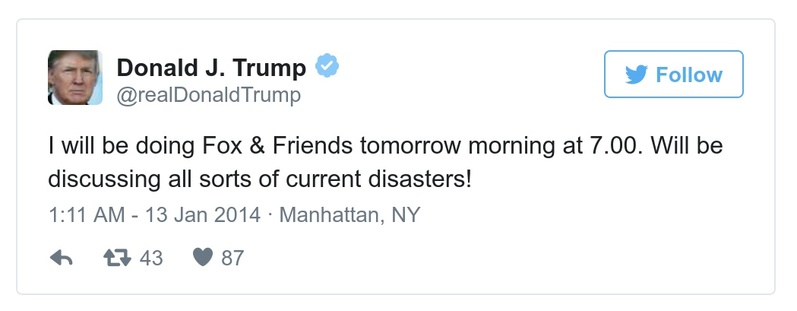 Donald J. Trump
@realDonaldTrump
Follow
I will be doing Fox & Friends tomorrow morning at 7.00. Will be
discussing all sorts of current disasters!
1:11 AM - 13 Jan 2014 · Manhattan, NY
43 87